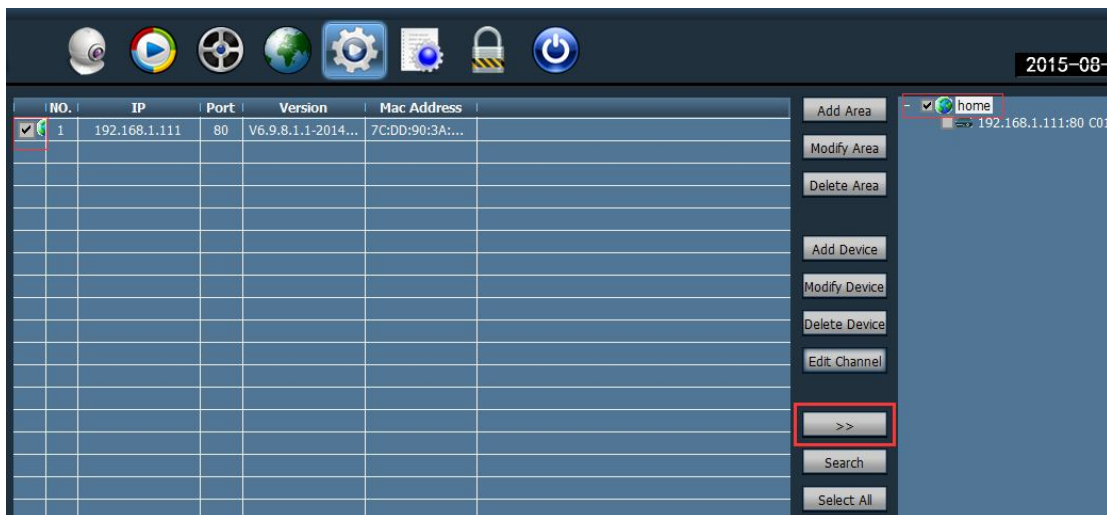 2015-08-
NO. IP Port Version Mac Address
1 192.168.1.111 80 V6.9.8.1.1-2014... 7C:DD:90:3A:...
Add Area
Modify Area
Delete Area
Add Device
Modify Device
Delete Device
Edit Channel
>>
Search
Select All
home
192.168.1.111:80 C01